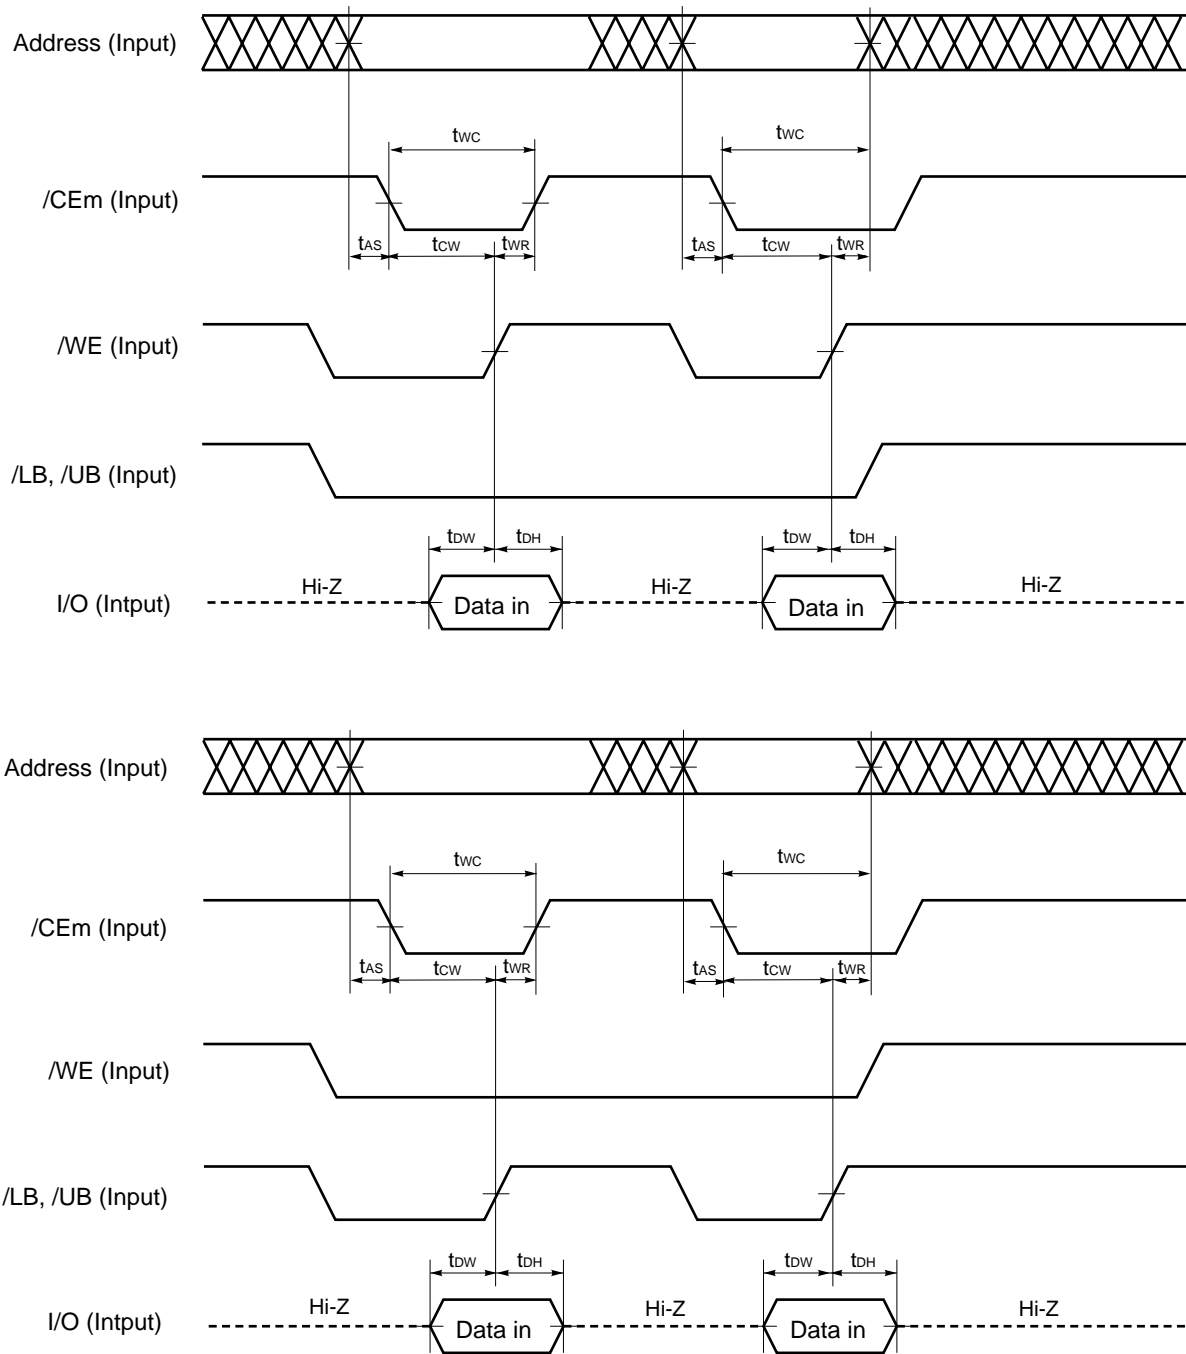 Address (Input)
tWC
tWC
/CEm (Input)
tAS
tCW
tWR
tAS
tCW
tWR
/WE (Input)
/LB, /UB (Input)
tDW
tDH
tDW
tDH
I/O (Intput)
Hi-Z
Data in
Hi-Z
Data in
Hi-Z
Address (Input)
tWC
tWC
/CEm (Input)
tAS
tCW
tWR
tAS
tCW
tWR
/WE (Input)
/LB, /UB (Input)
tDW
tDH
tDW
tDH
I/O (Intput)
Hi-Z
Data in
Hi-Z
Data in
Hi-Z